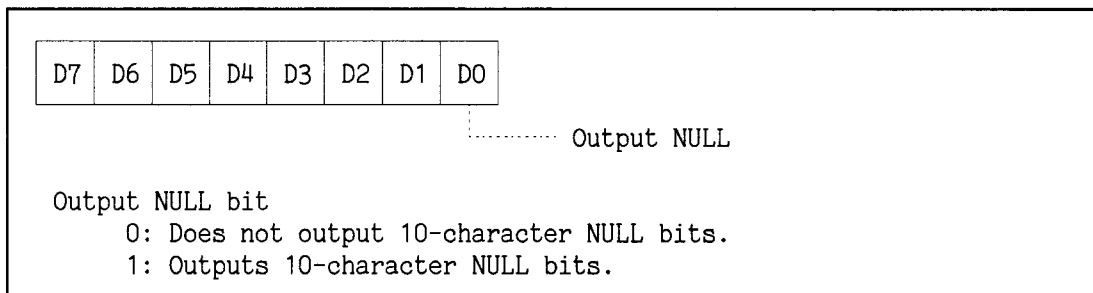 D7 D6 D5 D4 D3 D2 D1 D0
Output NULL
Output NULL bit
0: Does not output 10-character NULL bits.
1: Outputs 10-character NULL bits.